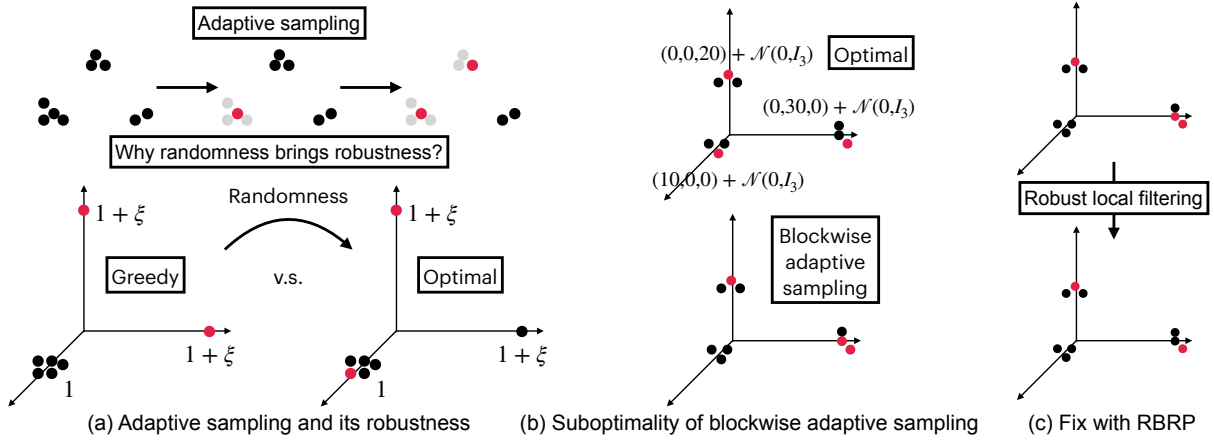 Adaptive sampling
Why randomness brings robustness?
1 + ξ
Randomness
1 + ξ
Greedy
v.s.
Optimal
1 + ξ
1
1 + ξ
1
(a) Adaptive sampling and its robustness
(0,0,20) + 𝒩(0,I₃)
Optimal
(0,30,0) + 𝒩(0,I₃)
(10,0,0) + 𝒩(0,I₃)
Blockwise
adaptive
sampling
(b) Suboptimality of blockwise adaptive sampling
Robust local filtering
(c) Fix with RBRP